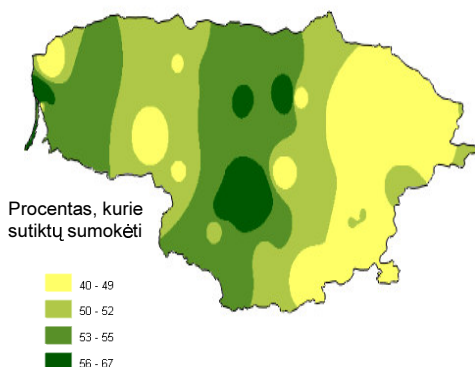 Procentas, kurie
sutiktų sumokėti
40 - 49
50 - 52
53 - 55
56 - 67